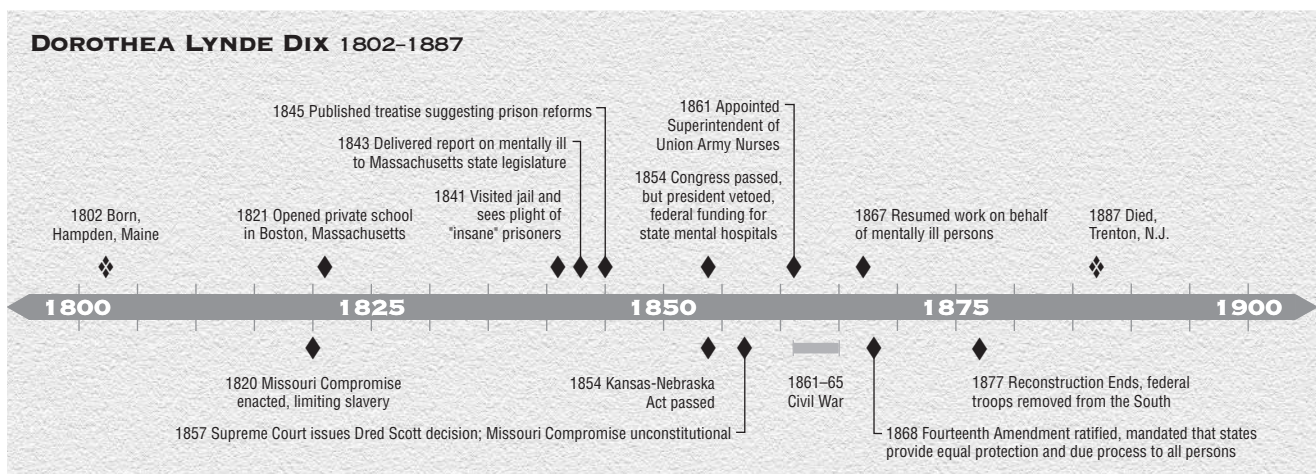 DOROTHEA LYNDE DIX 1802–1887
1845 Published treatise suggesting prison reforms
1843 Delivered report on mentally ill
to Massachusetts state legislature
1861 Appointed
Superintendent of
Union Army Nurses
1802 Born,
Hampden, Maine
1821 Opened private school
in Boston, Massachusetts
1841 Visited jail and
sees plight of
"insane" prisoners
1854 Congress passed,
but president vetoed,
federal funding for
state mental hospitals
1867 Resumed work on behalf
of mentally ill persons
1887 Died,
Trenton, N.J.
1800 1825 1850 1875 1900
1820 Missouri Compromise
enacted, limiting slavery
1854 Kansas-Nebraska
Act passed
1861–65
Civil War
1877 Reconstruction Ends, federal
troops removed from the South
1857 Supreme Court issues Dred Scott decision; Missouri Compromise unconstitutional
1868 Fourteenth Amendment ratified, mandated that states
provide equal protection and due process to all persons